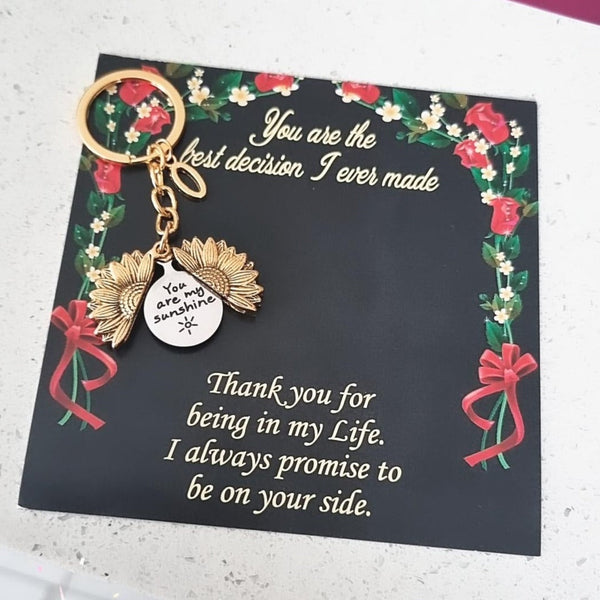 You are the
best decision I ever made
You
are my
sunshine
Thank you for
being in my Life.
I always promise to
be on your side.